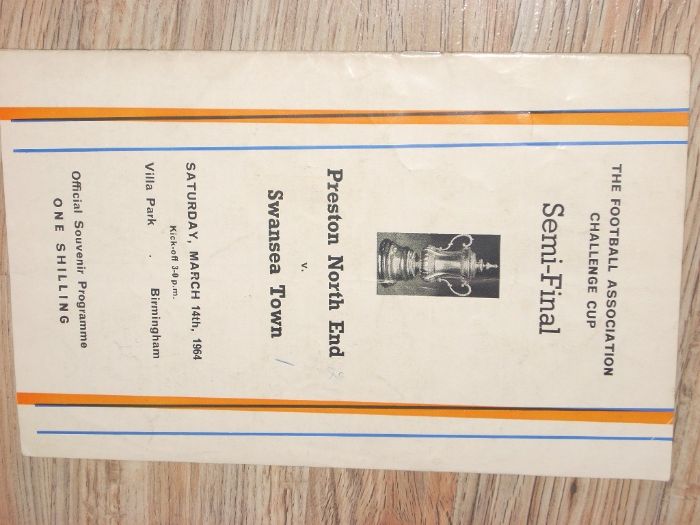 THE FOOTBALL ASSOCIATION
CHALLENGE CUP
Semi-Final
Preston North End
v.
Swansea Town
SATURDAY, MARCH 14th, 1964
Kick-off 3-0 p.m.
Villa Park . Birmingham
Official Souvenir Programme
ONE SHILLING